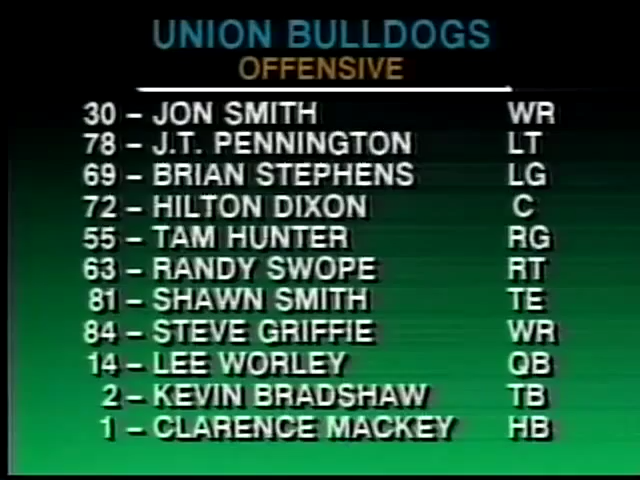 UNION BULLDOGS
OFFENSIVE
30 – JON SMITH WR
78 – J.T. PENNINGTON LT
69 – BRIAN STEPHENS LG
72 – HILTON DIXON C
55 – TAM HUNTER RG
63 – RANDY SWOPE RT
81 – SHAWN SMITH TE
84 – STEVE GRIFFIE WR
14 – LEE WORLEY QB
2 – KEVIN BRADSHAW TB
1 – CLARENCE MACKEY HB